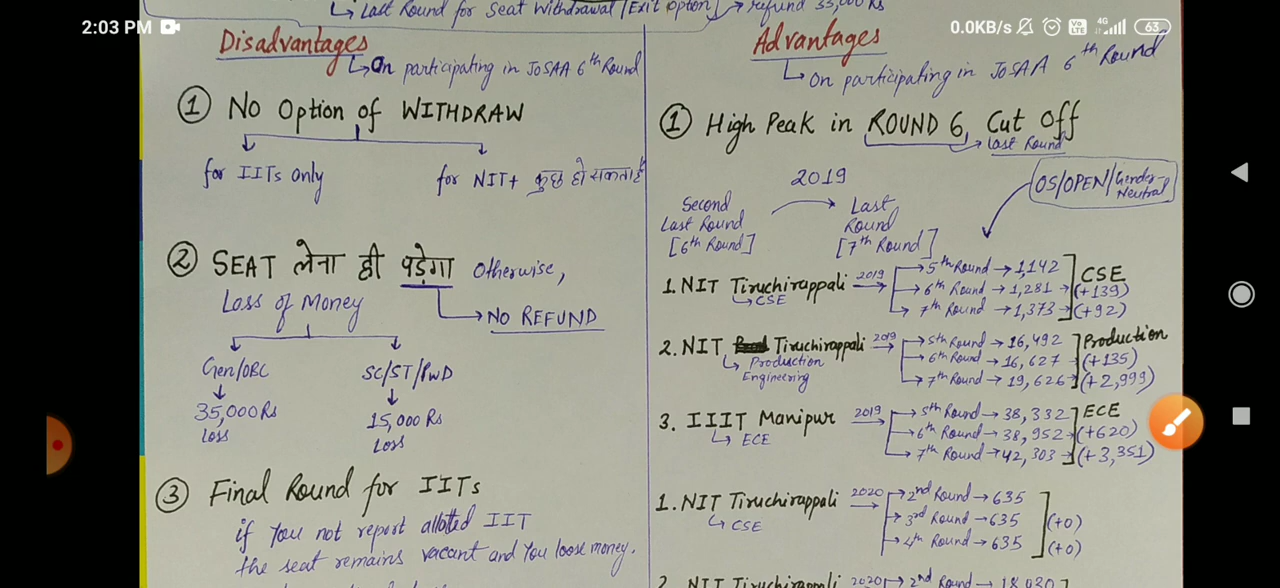 Last Round for Seat Withdrawal/Exit Option
2:03 PM
0.0KB/s
4G
Vo LTE
63
Disadvantages
On participating in JoSAA 6th Round
① No Option of WITHDRAW
for IITs only
for NIT+ कुछ हो सकता है
② SEAT लेना ही पड़ेगा Otherwise,
NO REFUND
Loss of Money
Gen/OBC
35,000 Rs
Loss
SC/ST/PwD
15,000 Rs
Loss
③ Final Round for IITs
if You not report allotted IIT
the seat remains vacant and You loose money.
Advantages
On participating in JoSAA 6th Round
① High Peak in ROUND 6, Cut Off
Last Round
2019
OS/OPEN/Gender-
Neutral
Second
Last Round
[6th Round]
Last
Round
[7th Round]
1. NIT Tiruchirappali 2019
CSE
5th Round → 1,142
6th Round → 1,281 → (+139)
7th Round → 1,373 → (+92)
CSE
2. NIT Tiruchirappali 2019
Production
Engineering
5th Round → 16,492
6th Round → 16,627 → (+135)
7th Round → 19,626 → (+2,999)
Production
3. IIIT Manipur 2019
ECE
5th Round → 38,332
6th Round → 38,952 → (+620)
7th Round → 42,303 → (+3,351)
ECE
1. NIT Tiruchirappali 2020
CSE
2nd Round → 635
3rd Round → 635 (+0)
4th Round → 635 (+0)
2. NIT Tiruchirappali 2020 2nd Round →